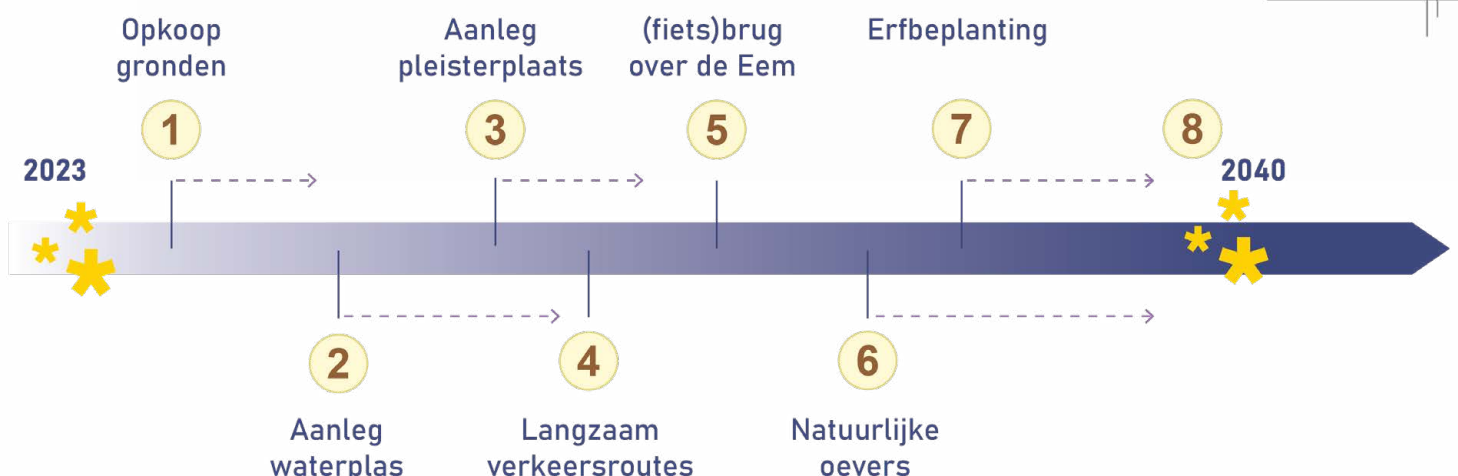 Opkoop
gronden
Aanleg
pleisterplaats
(fiets)brug
over de Eem
Erfbeplanting
1
3
5
7
8
2023
2040
2
4
6
Aanleg
waterplas
Langzaam
verkeersroutes
Natuurlijke
oevers